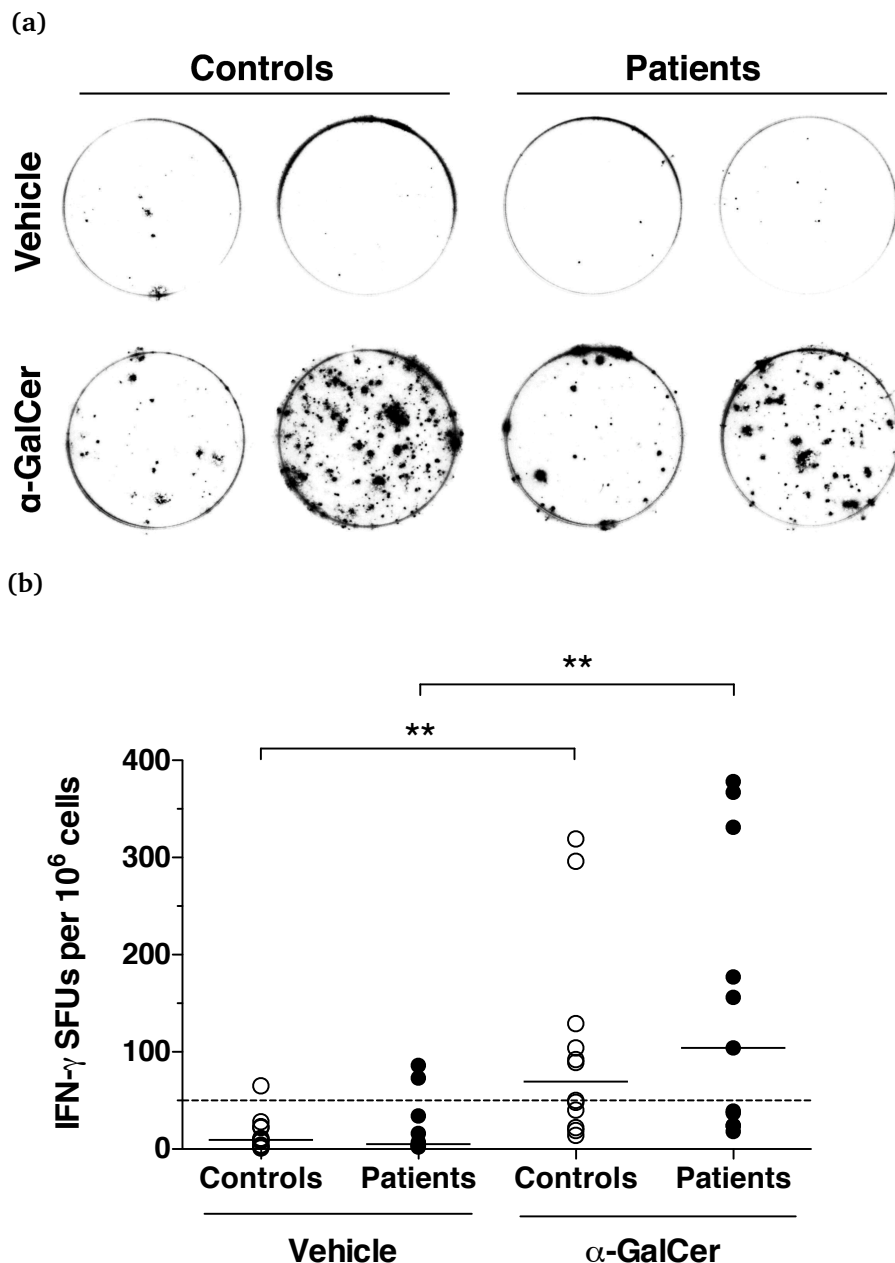 (a)
Controls Patients
Vehicle
α-GalCer
(b)
**
**
400
300
200
100
0
IFN-γ SFUs per 10⁶ cells
Controls Patients Controls Patients
Vehicle α-GalCer